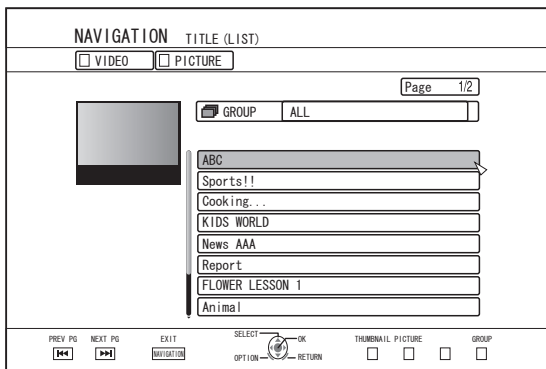 NAVIGATION TITLE (LIST)
VIDEO PICTURE
Page 1/2
GROUP ALL
ABC
Sports!!
Cooking...
KIDS WORLD
News AAA
Report
FLOWER LESSON 1
Animal
PREV PG NEXT PG EXIT SELECT OK THUMBNAIL PICTURE GROUP
NAVIGATION OPTION RETURN